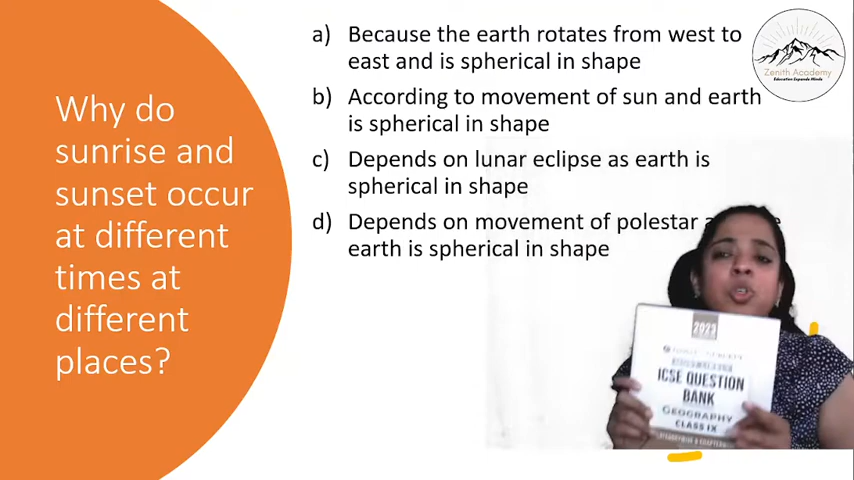 Why do
sunrise and
sunset occur
at different
times at
different
places?
a) Because the earth rotates from west to
east and is spherical in shape
b) According to movement of sun and earth
is spherical in shape
c) Depends on lunar eclipse as earth is
spherical in shape
d) Depends on movement of polestar
earth is spherical in shape
Zenith Academy
Education Expands Minds
2023
ICSE QUESTION
BANK
GEOGRAPHY
CLASS IX